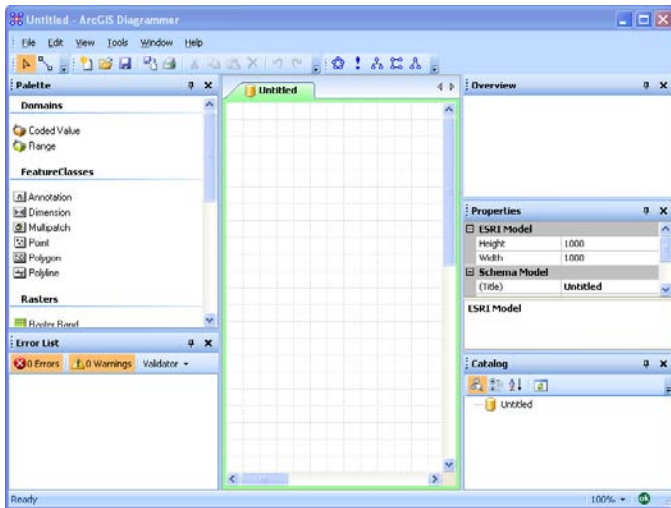 Untitled - ArcGIS Diagrammer
File Edit View Tools Window Help
Palette
Domains
Coded Value
Range
FeatureClasses
Annotation
Dimension
Multipatch
Point
Polygon
Polyline
Rasters
Raster Band
Error List
0 Errors 0 Warnings Validator
Untitled
Overview
Properties
ESRI Model
Height 1000
Width 1000
Schema Model
(Title) Untitled
ESRI Model
Catalog
Untitled
Ready
100% ok